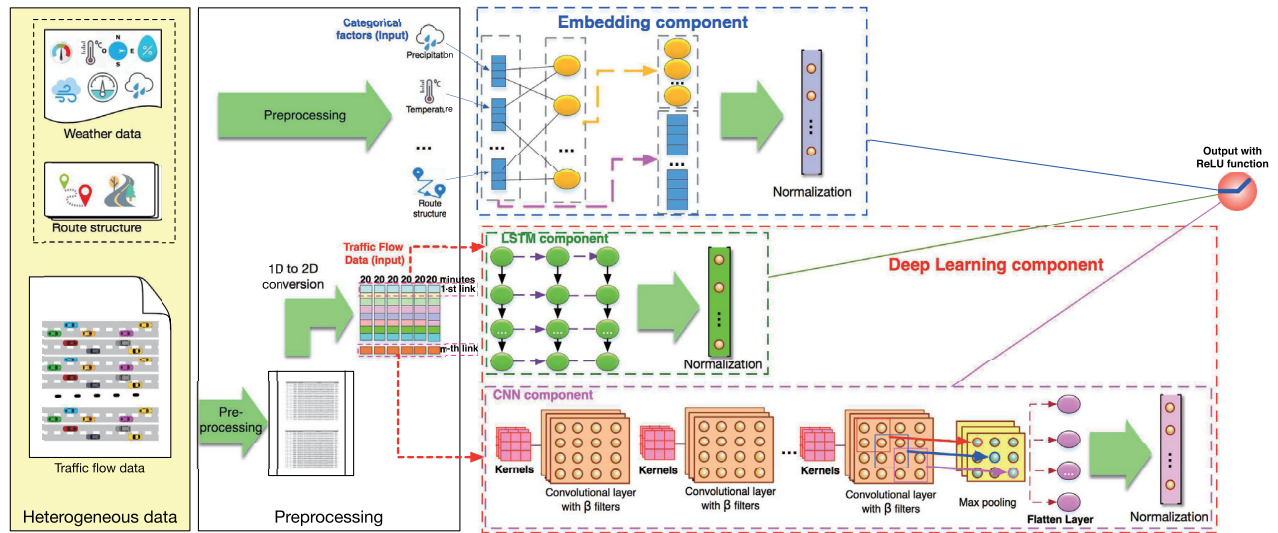 Weather data
Route structure
Traffic flow data
Heterogeneous data
Preprocessing
1D to 2D
conversion
Pre-
processing
Preprocessing
Categorical
factors (input)
Precipitation
Temperature
...
Route
structure
Traffic Flow
Data (input)
20 20 20 20 20 20 minutes
1-st link
m-th link
Embedding component
...
...
...
...
Normalization
LSTM component
... ... ...
Normalization
Deep Learning component
CNN component
Kernels
Convolutional layer
with β filters
Kernels
Convolutional layer
with β filters
...
Kernels
Convolutional layer
with β filters
Max pooling
...
Flatten Layer
Normalization
Output with
ReLU function
N
O E
S
°C
%
°C